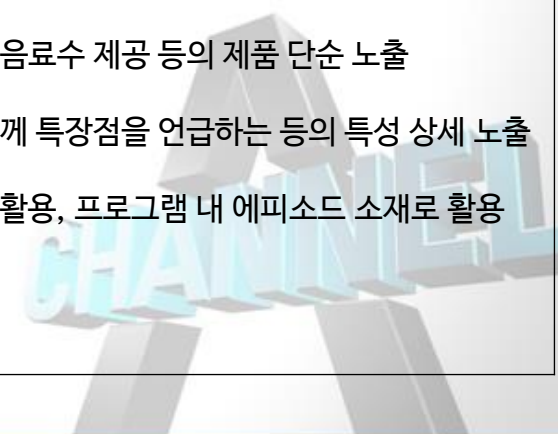 음료수 제공 등의 제품 단순 노출
께 특장점을 언급하는 등의 특성 상세 노출
활용, 프로그램 내 에피소드 소재로 활용
CHANNEL